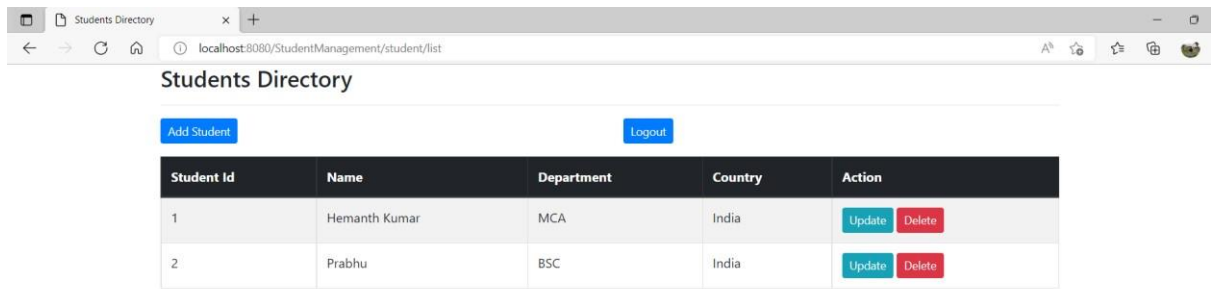 Students Directory
localhost:8080/StudentManagement/student/list
Students Directory
Add Student Logout
Student Id Name Department Country Action
1 Hemanth Kumar MCA India Update Delete
2 Prabhu BSC India Update Delete